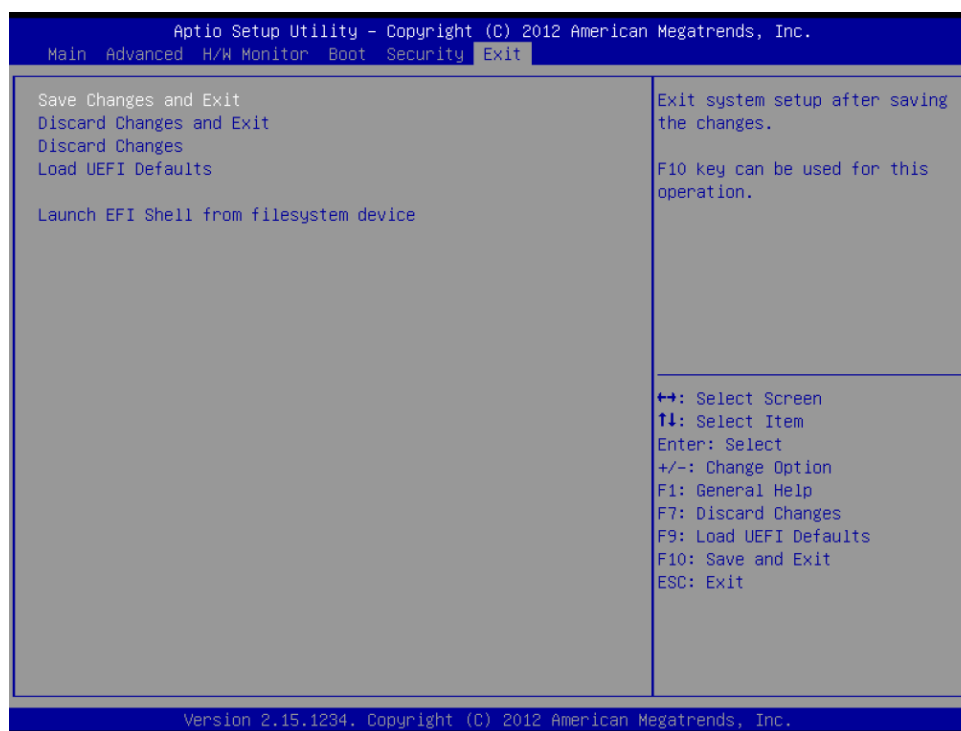 Aptio Setup Utility – Copyright (C) 2012 American Megatrends, Inc.
Main Advanced H/W Monitor Boot Security Exit
Save Changes and Exit
Discard Changes and Exit
Discard Changes
Load UEFI Defaults
Launch EFI Shell from filesystem device
Exit system setup after saving
the changes.
F10 key can be used for this
operation.
↔: Select Screen
↑↓: Select Item
Enter: Select
+/-: Change Option
F1: General Help
F7: Discard Changes
F9: Load UEFI Defaults
F10: Save and Exit
ESC: Exit
Version 2.15.1234. Copyright (C) 2012 American Megatrends, Inc.